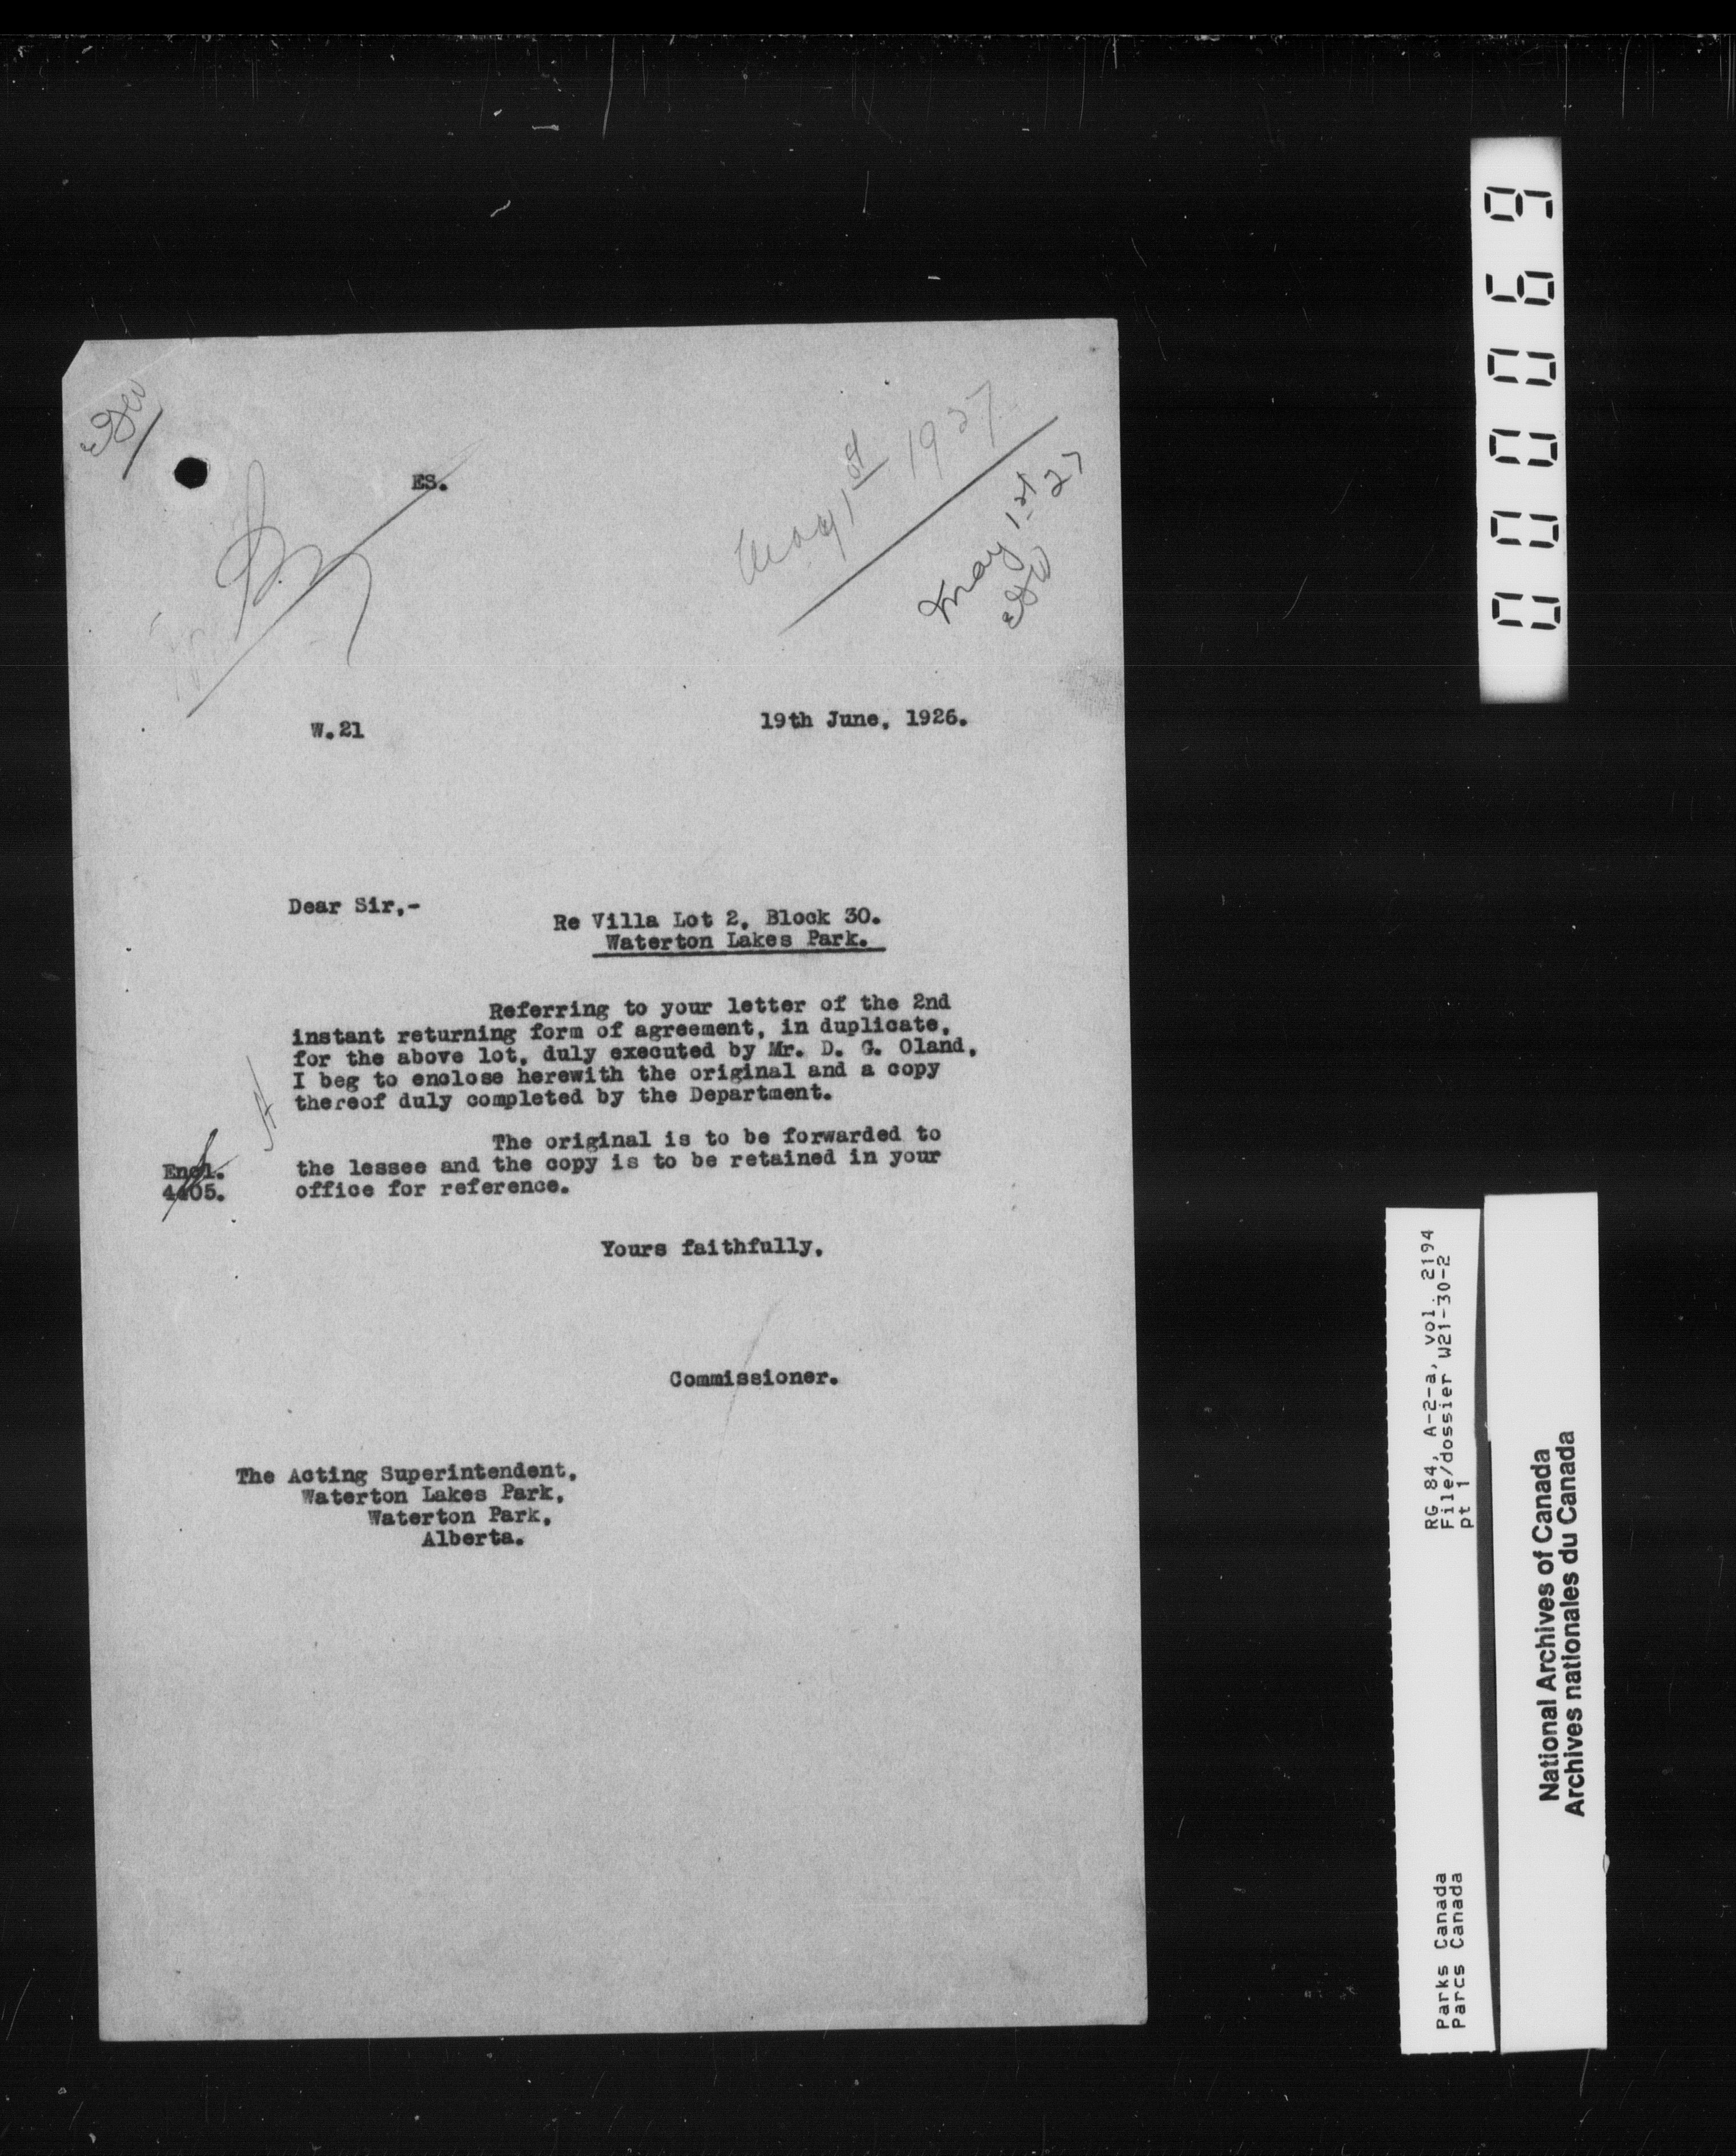 ES.
May 1st 1927
May 1st 27
W.21
19th June, 1926.
Dear Sir,-
Re Villa Lot 2, Block 30.
Waterton Lakes Park.
Referring to your letter of the 2nd
instant returning form of agreement, in duplicate,
for the above lot, duly executed by Mr. D. G. Oland,
I beg to enclose herewith the original and a copy
thereof duly completed by the Department.
The original is to be forwarded to
the lessee and the copy is to be retained in your
office for reference.
Encl.
4405.
Yours faithfully,
Commissioner.
The Acting Superintendent,
Waterton Lakes Park,
Waterton Park,
Alberta.
000069
RG 84, A-2-a, vol. 2194
File/dossier W21-30-2
pt 1
Parks Canada
Parcs Canada
National Archives of Canada
Archives nationales du Canada